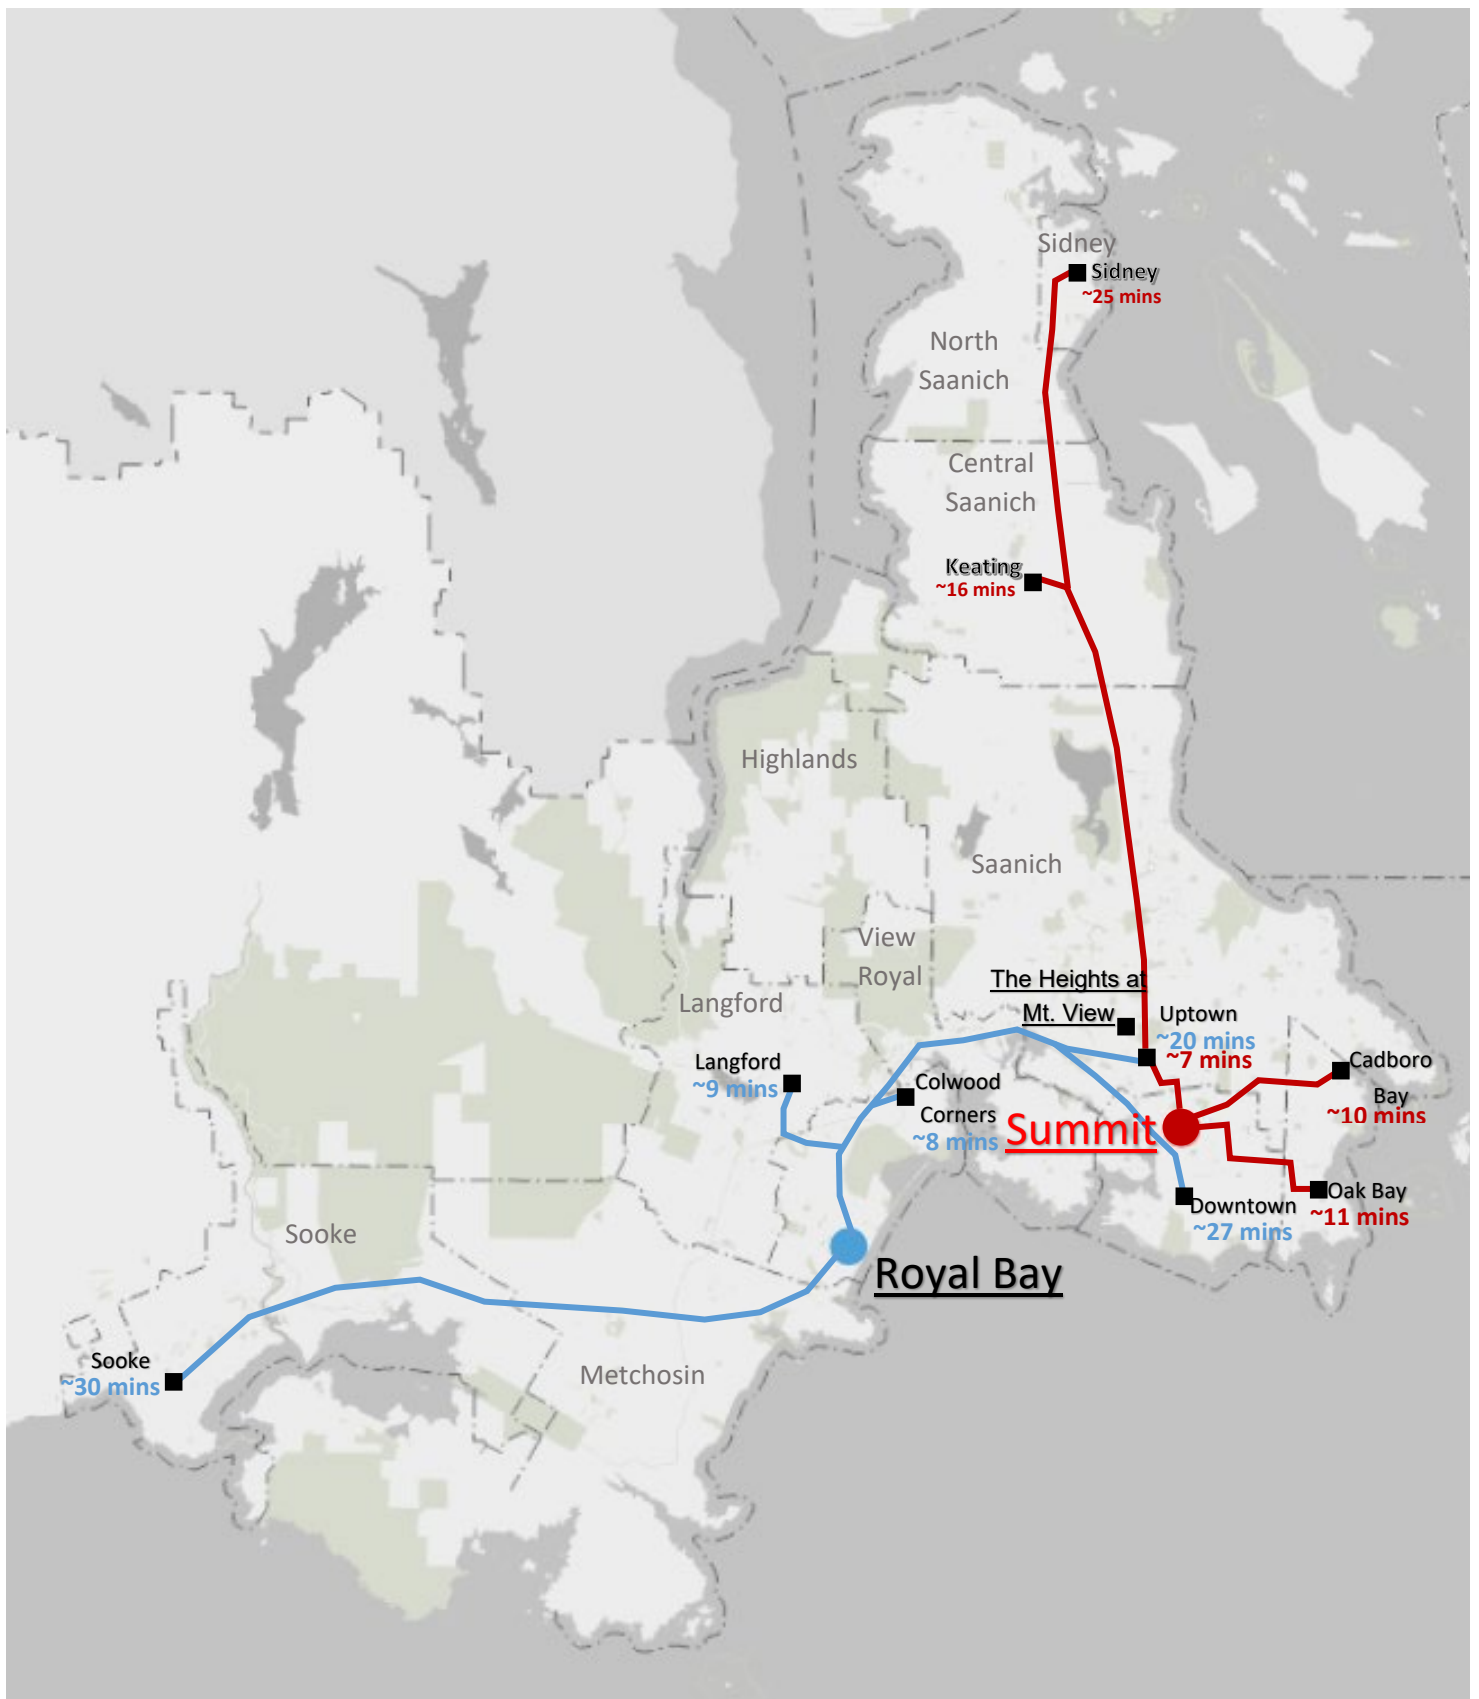 Sidney
Sidney
~25 mins
North
Saanich
Central
Saanich
Keating
~16 mins
Highlands
Saanich
View
Royal
The Heights at
Mt. View
Langford
Uptown
~20 mins
~7 mins
Langford
~9 mins
Colwood
Corners
~8 mins
Cadboro
Bay
~10 mins
Summit
Oak Bay
~11 mins
Downtown
~27 mins
Sooke
Royal Bay
Sooke
~30 mins
Metchosin